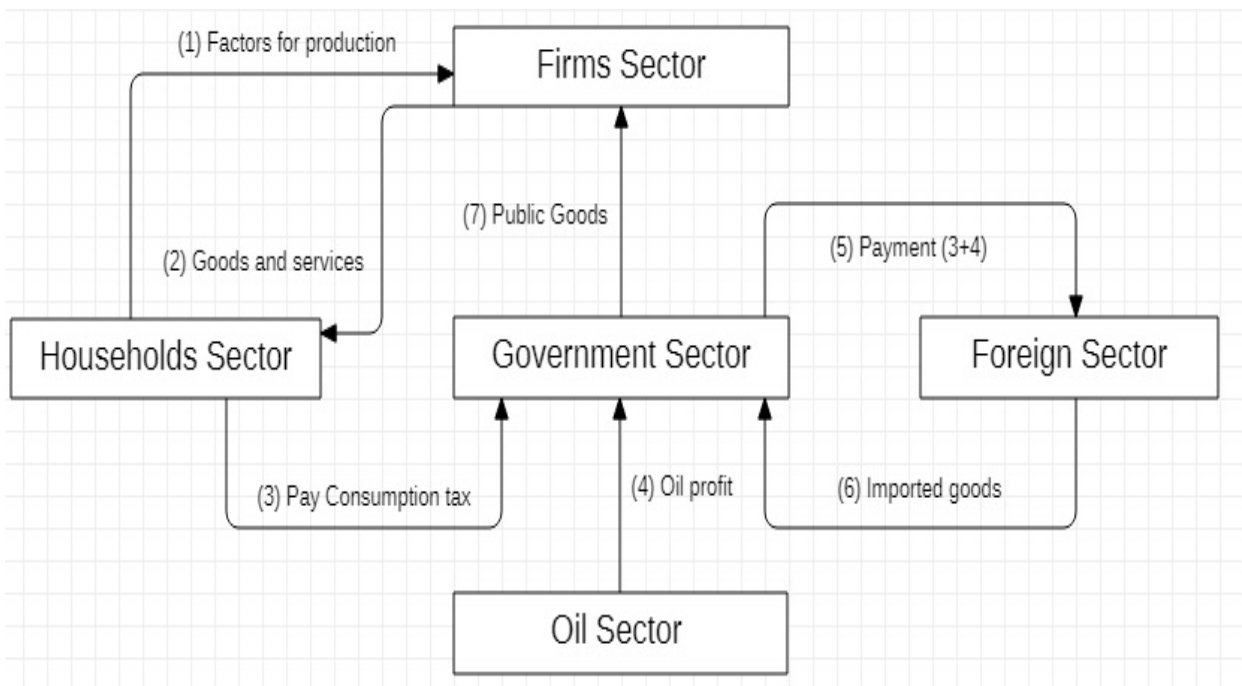 (1) Factors for production
Firms Sector
(7) Public Goods
(2) Goods and services
(5) Payment (3+4)
Households Sector
Government Sector
Foreign Sector
(3) Pay Consumption tax
(4) Oil profit
(6) Imported goods
Oil Sector